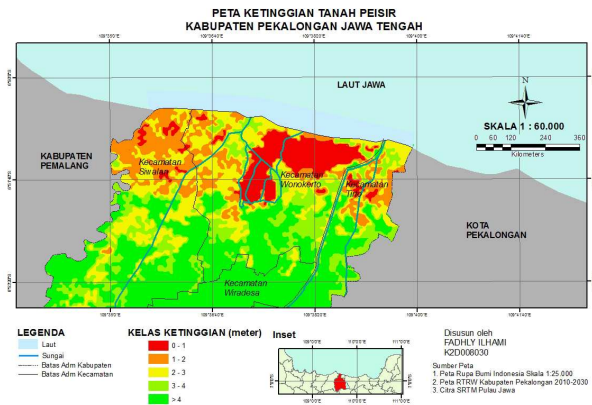 PETA KETINGGIAN TANAH PEISIR
KABUPATEN PEKALONGAN JAWA TENGAH
LAUT JAWA
N
SKALA 1 : 60.000
0 60 120 240 360
Kilometers
KABUPATEN
PEMALANG
Kecamatan
Siwalan
Kecamatan
Wonokerto
Kecamatan
Tirto
KOTA
PEKALONGAN
Kecamatan
Wiradesa
LEGENDA
Laut
Sungai
Batas Adm Kabupaten
Batas Adm Kecamatan
KELAS KETINGGIAN (meter)
0 - 1
1 - 2
2 - 3
3 - 4
>4
Inset
Disusun oleh
FADHLY ILHAMI
K2D008030
Sumber Peta
1. Peta Rupa Bumi Indonesia Skala 1:25.000
2. Peta RTRW Kabupaten Pekalongan 2010-2030
3. Citra SRTM Pulau Jawa